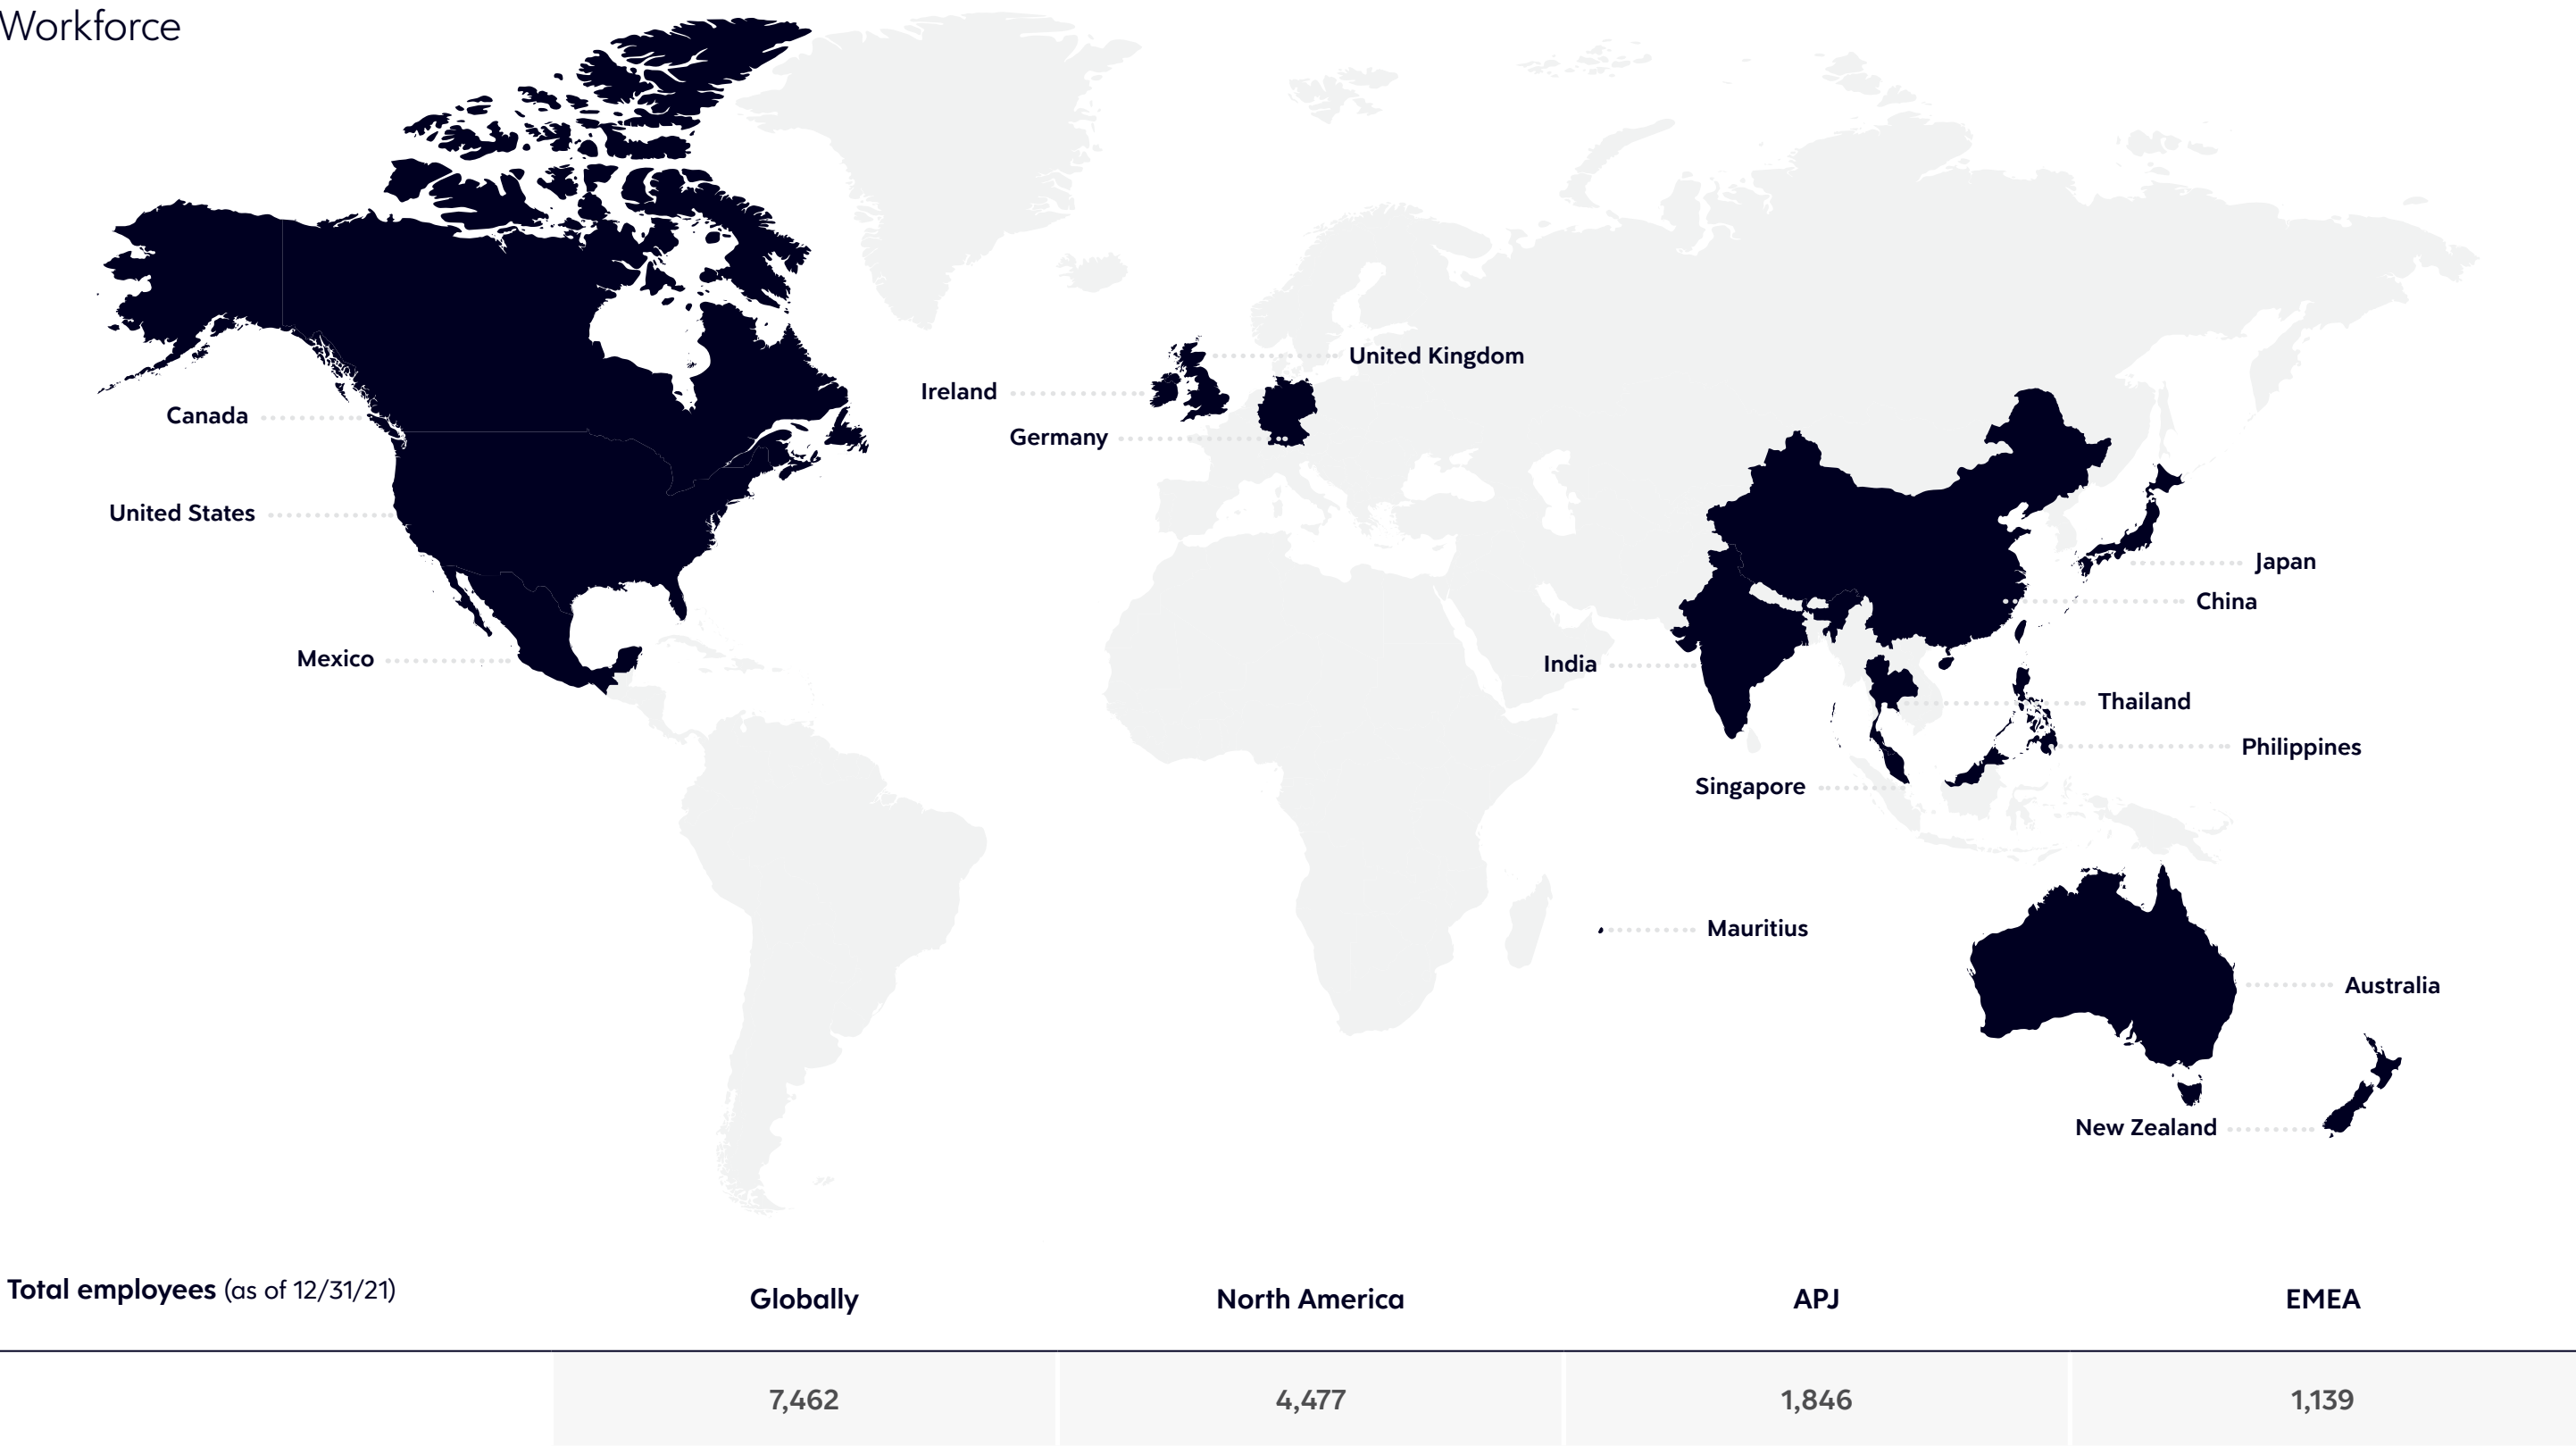 Workforce
United Kingdom
Ireland
Canada
Germany
United States
Japan
China
Mexico
India
Thailand
Philippines
Singapore
Mauritius
Australia
New Zealand
Total employees (as of 12/31/21)
Globally
North America
APJ
EMEA
7,462
4,477
1,846
1,139